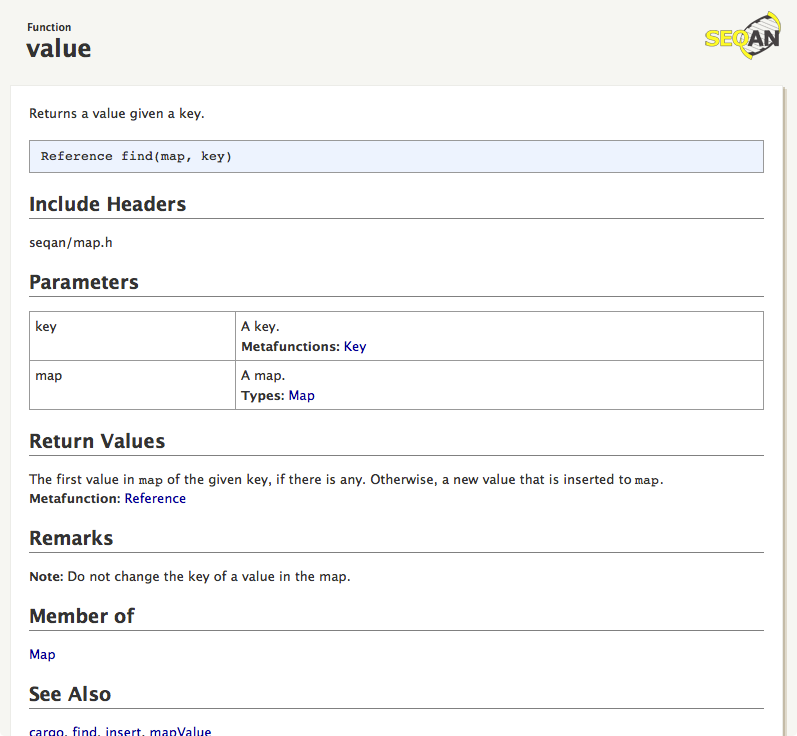 Function
value
SEQAN
Returns a value given a key.
Reference find(map, key)
Include Headers
seqan/map.h
Parameters
key
A key.
Metafunctions: Key
map
A map.
Types: Map
Return Values
The first value in map of the given key, if there is any. Otherwise, a new value that is inserted to map.
Metafunction: Reference
Remarks
Note: Do not change the key of a value in the map.
Member of
Map
See Also
cargo, find, insert, mapValue